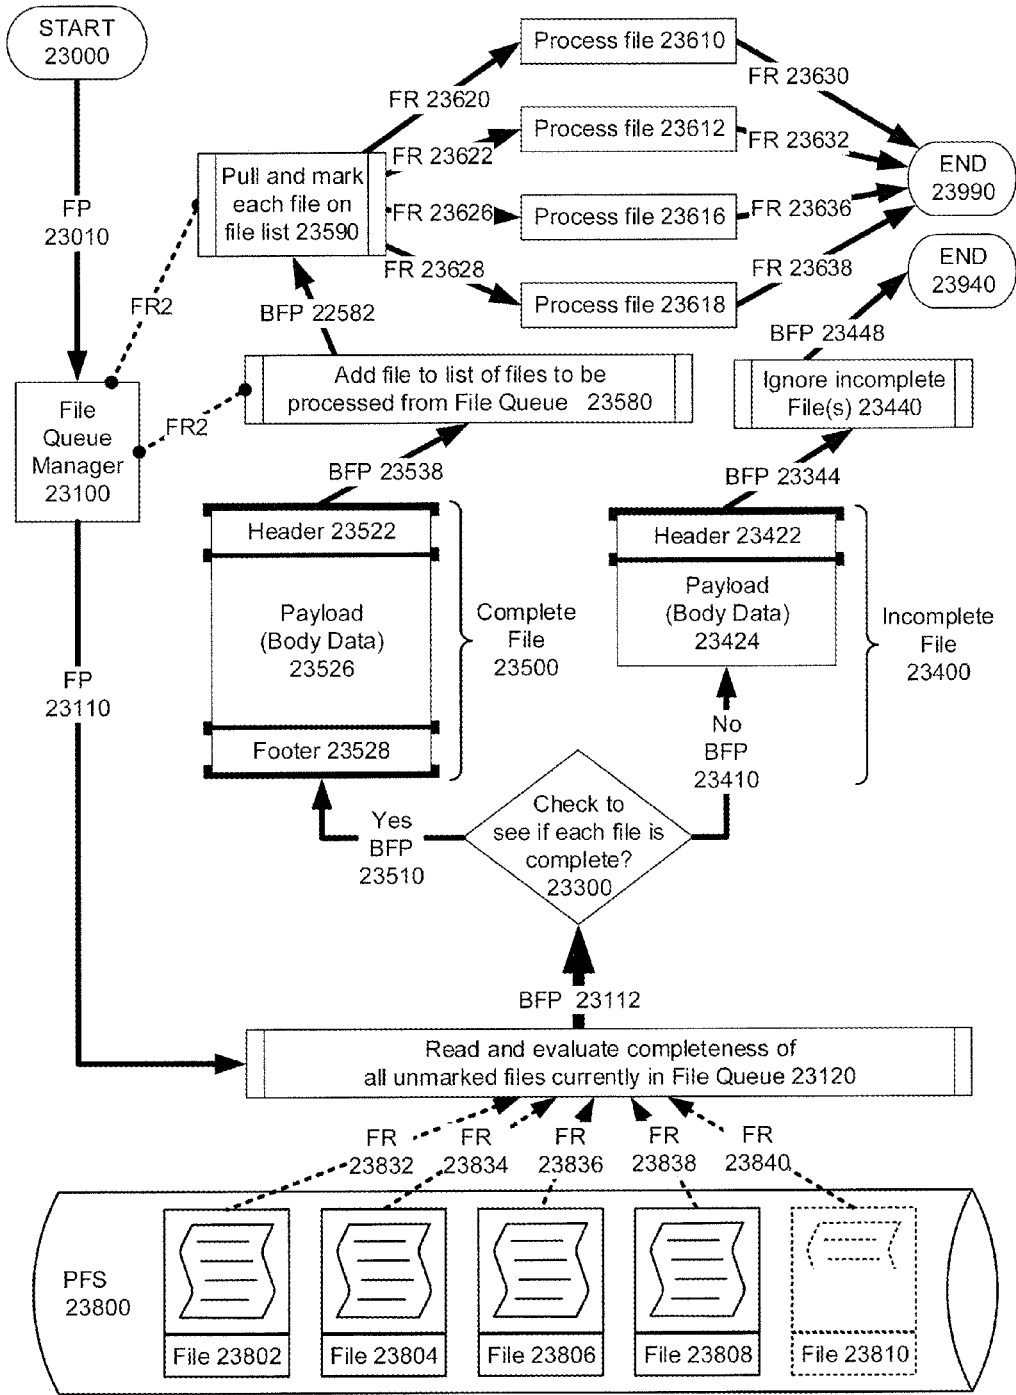 START
23000
Process file 23610
FR 23630
FR 23620
Process file 23612
FR 23632
FR 23622
Pull and mark
each file on
file list 23590
END
23990
FP
23010
FR 23626
Process file 23616
FR 23636
FR 23628
FR 23638
END
23940
FR2
BFP 22582
Process file 23618
BFP 23448
Add file to list of files to be
processed from File Queue 23580
Ignore incomplete
File(s) 23440
File
Queue
Manager
23100
FR2
BFP 23538
BFP 23344
Header 23522
Header 23422
Payload
(Body Data)
23526
Complete
File
23500
Payload
(Body Data)
23424
Incomplete
File
23400
FP
23110
Footer 23528
No
BFP
23410
Yes
BFP
23510
Check to
see if each file is
complete?
23300
BFP 23112
Read and evaluate completeness of
all unmarked files currently in File Queue 23120
FR
23832
FR
23834
FR
23836
FR
23838
FR
23840
PFS
23800
File 23802
File 23804
File 23806
File 23808
File 23810